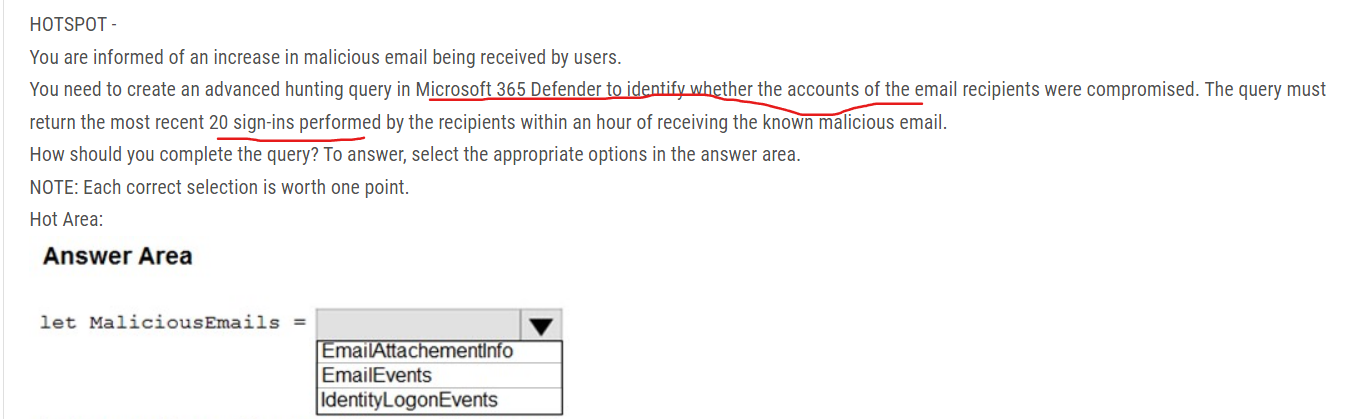 HOTSPOT -
You are informed of an increase in malicious email being received by users.
You need to create an advanced hunting query in Microsoft 365 Defender to identify whether the accounts of the email recipients were compromised. The query must
return the most recent 20 sign-ins performed by the recipients within an hour of receiving the known malicious email.
How should you complete the query? To answer, select the appropriate options in the answer area.
NOTE: Each correct selection is worth one point.
Hot Area:
Answer Area
let MaliciousEmails =
EmailAttachementInfo
EmailEvents
IdentityLogonEvents